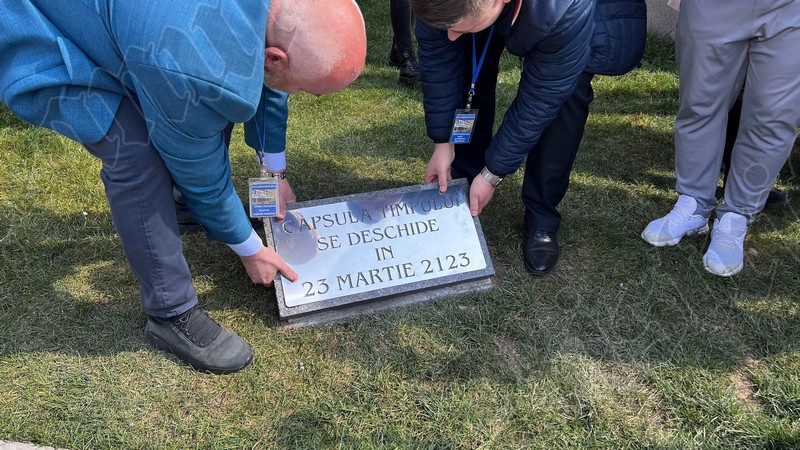 CAPSULA TIMPULUI
SE DESCHIDE
IN
23 MARTIE 2123